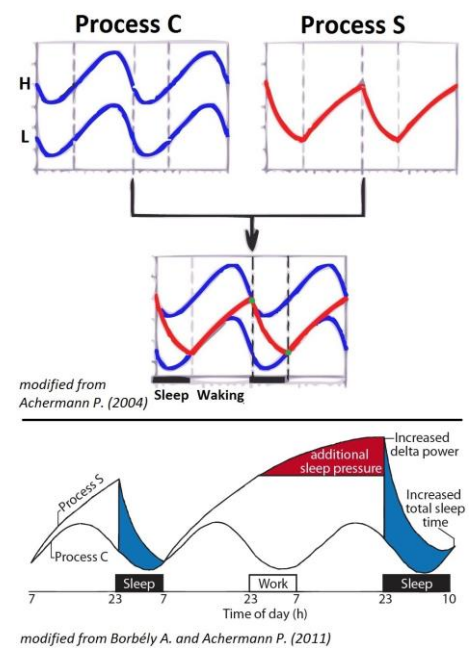 Process C Process S
H
L
modified from
Achermann P. (2004)
Sleep Waking
Increased
delta power
additional
sleep pressure
Process S
Increased
total sleep
time
Process C
Sleep Work Sleep
7 23 7 23 7 23 10
Time of day (h)
modified from Borbély A. and Achermann P. (2011)